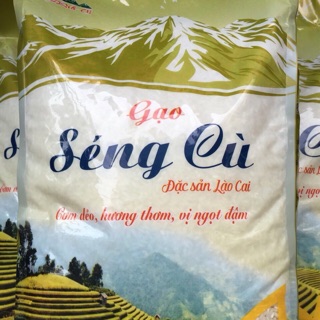 Gạo
Séng Cù
Đặc sản Lào Cai
Cơm dẻo, hương thơm, vị ngọt đậm